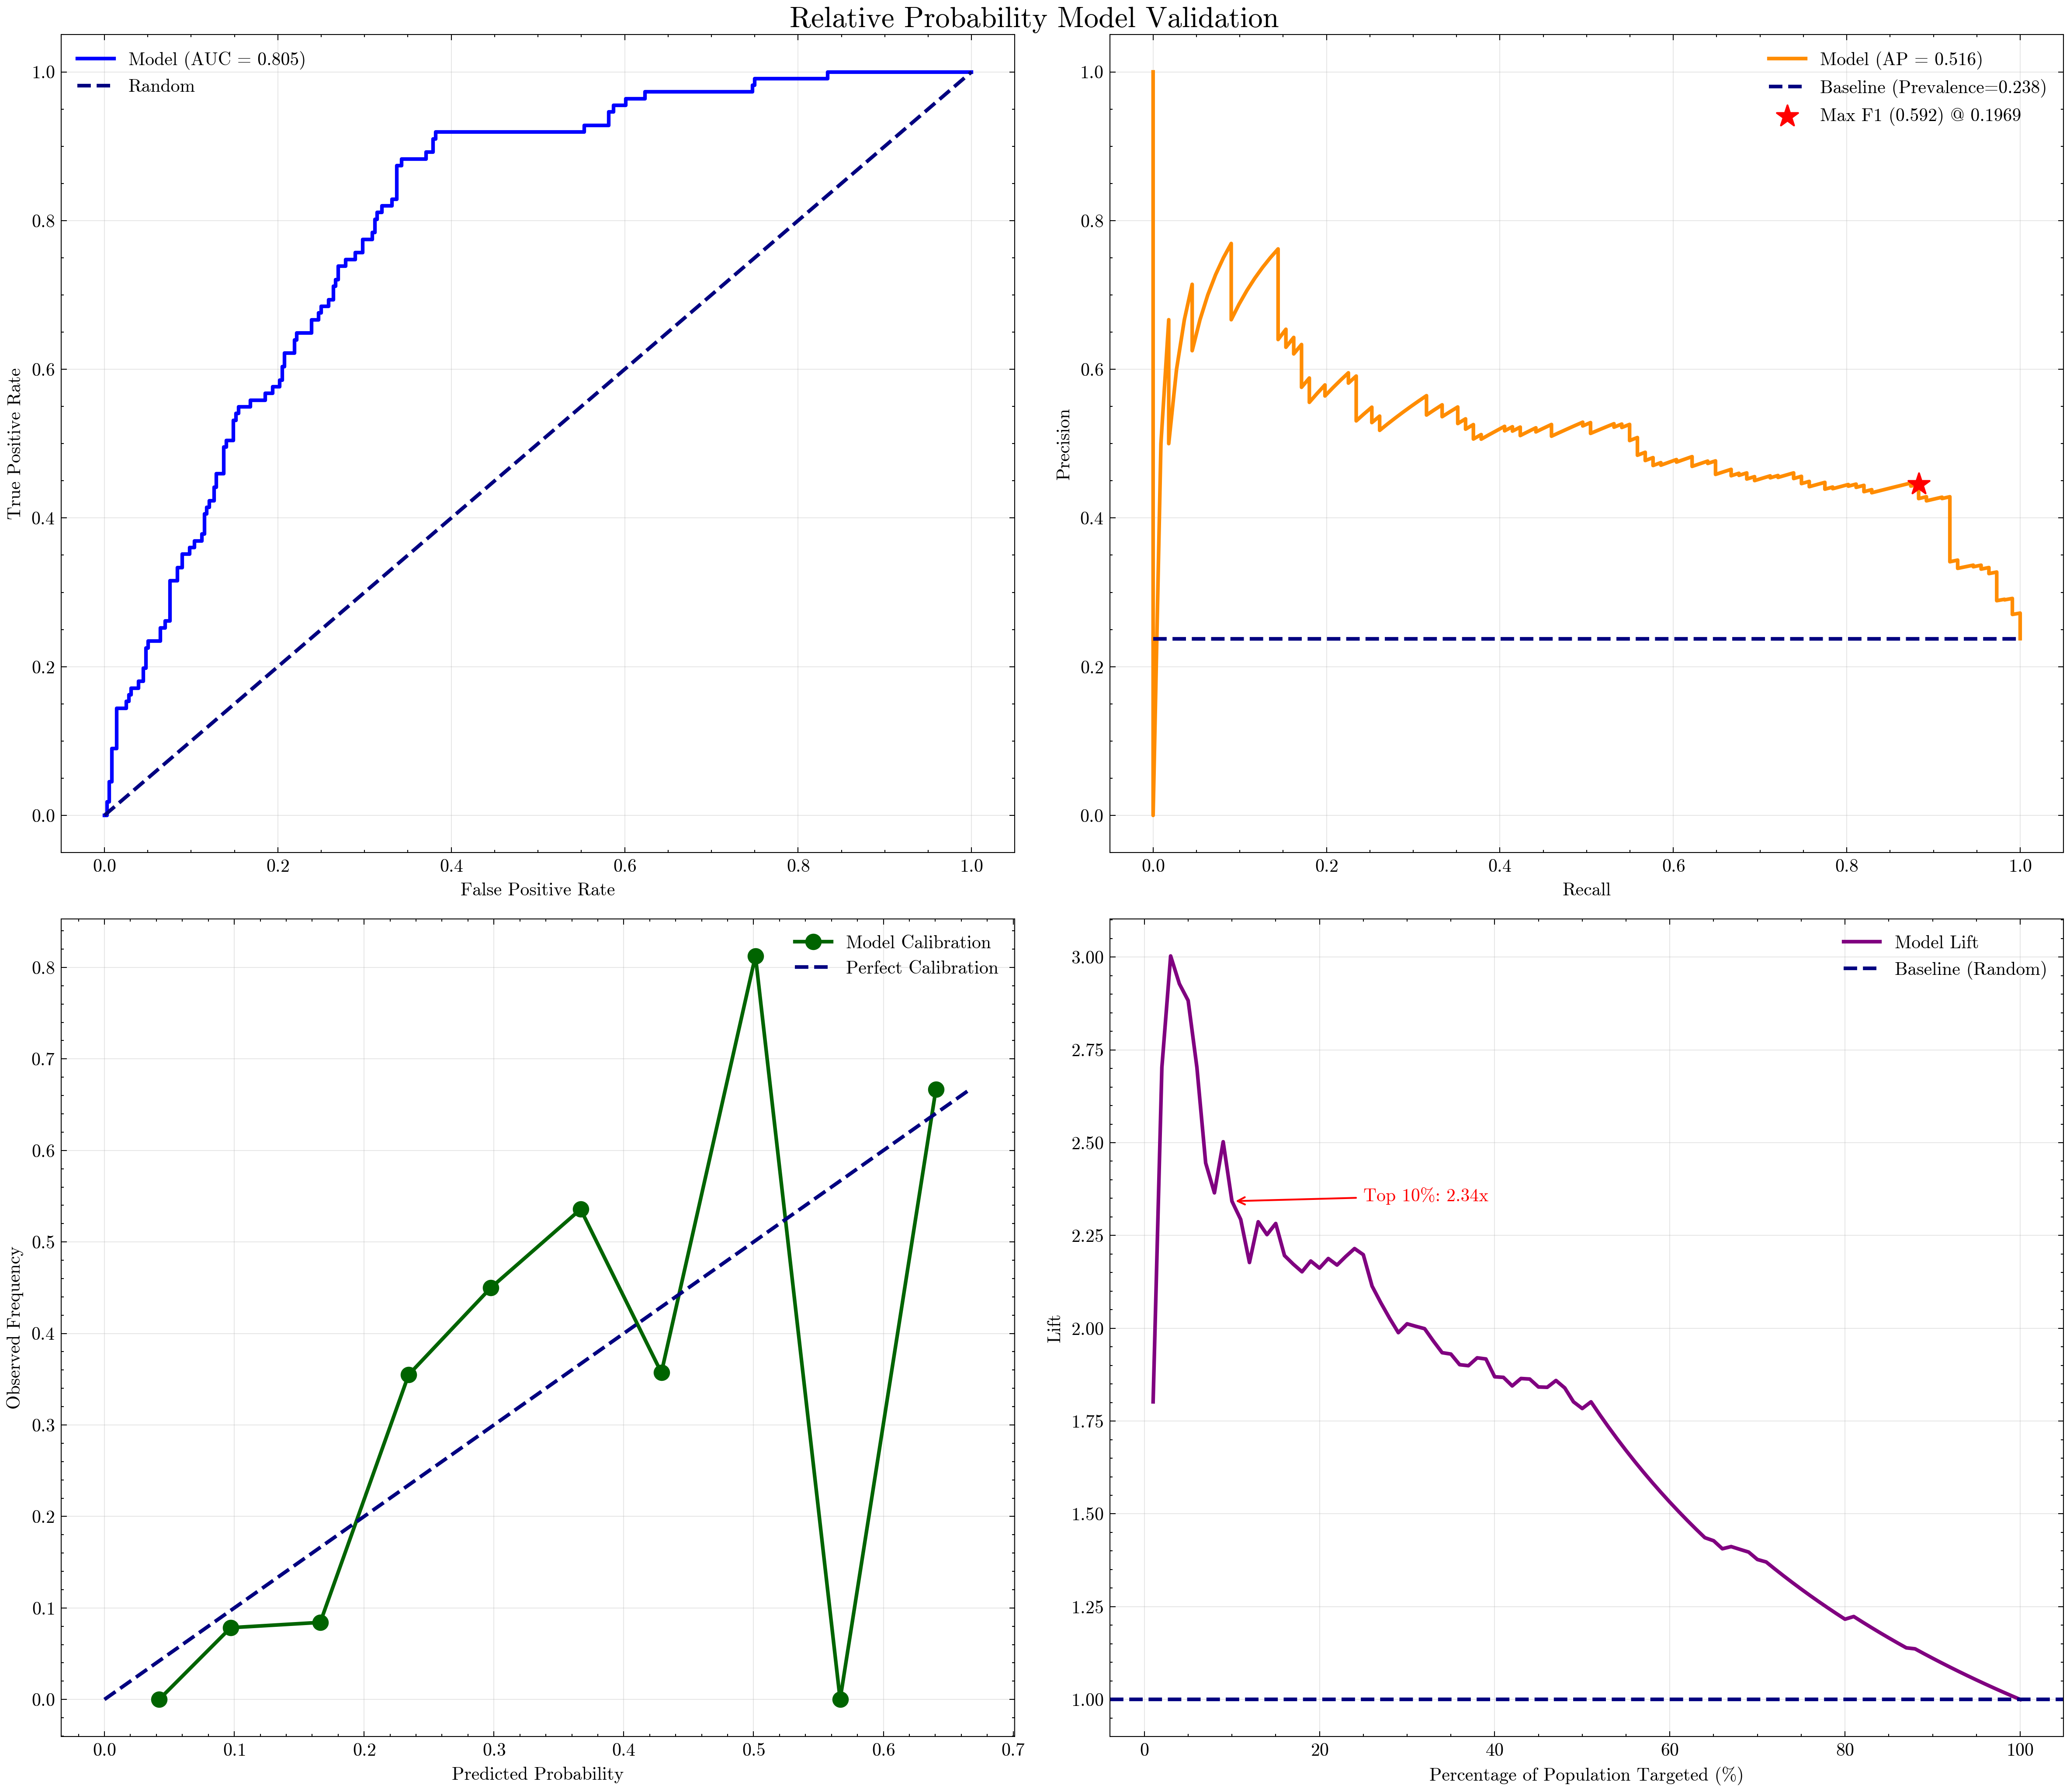 Relative Probability Model Validation
Model (AUC = 0.805)
Random
1.0
0.8
0.6
0.4
0.2
0.0
True Positive Rate
0.0 0.2 0.4 0.6 0.8 1.0
False Positive Rate
Model (AP = 0.516)
Baseline (Prevalence=0.238)
Max F1 (0.592) @ 0.1969
1.0
0.8
0.6
0.4
0.2
0.0
Precision
0.0 0.2 0.4 0.6 0.8 1.0
Recall
Model Calibration
Perfect Calibration
0.8
0.7
0.6
0.5
0.4
0.3
0.2
0.1
0.0
Observed Frequency
0.0 0.1 0.2 0.3 0.4 0.5 0.6 0.7
Predicted Probability
Model Lift
Baseline (Random)
3.00
2.75
2.50
2.25
2.00
1.75
1.50
1.25
1.00
Lift
Top 10%: 2.34x
0 20 40 60 80 100
Percentage of Population Targeted (%)